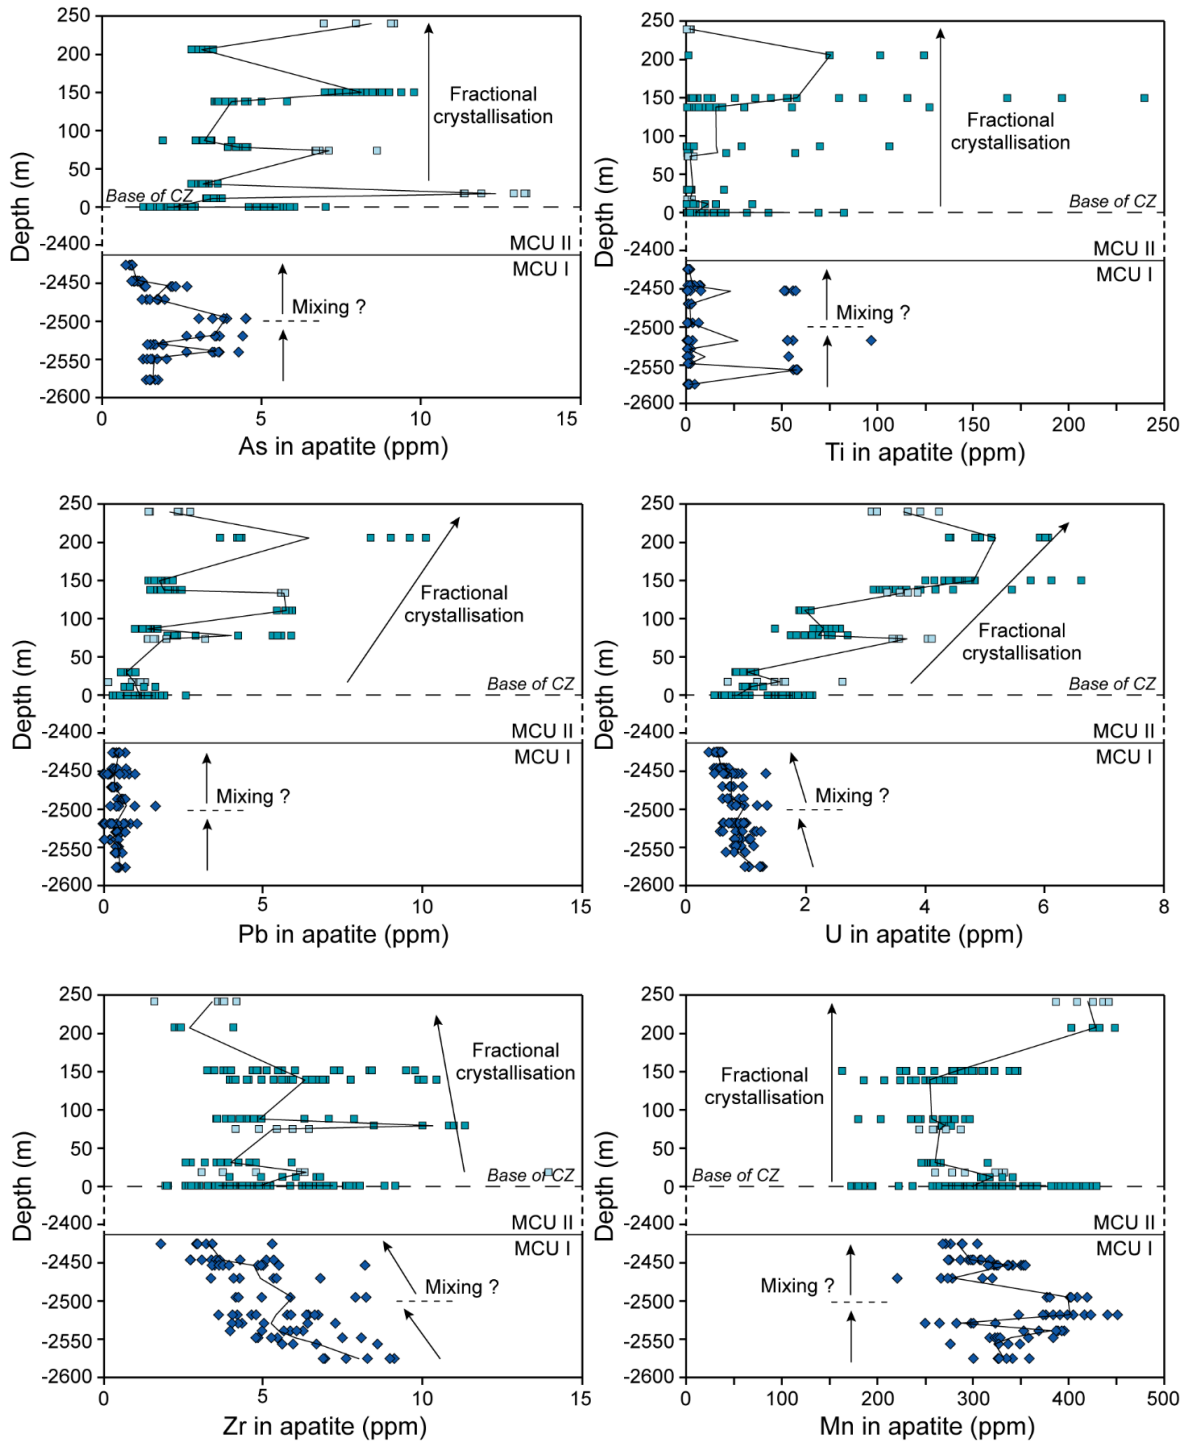 250
200
150
100
50
0
-2400
-2450
-2500
-2550
-2600
Depth (m)
Fractional
crystallisation
Base of CZ
MCU II
MCU I
Mixing ?
0
5
10
15
As in apatite (ppm)
250
200
150
100
50
0
-2400
-2450
-2500
-2550
-2600
Depth (m)
Fractional
crystallisation
Base of CZ
MCU II
MCU I
Mixing ?
0
50
100
150
200
250
Ti in apatite (ppm)
250
200
150
100
50
0
-2400
-2450
-2500
-2550
-2600
Depth (m)
Fractional
crystallisation
Base of CZ
MCU II
MCU I
Mixing ?
0
5
10
15
Pb in apatite (ppm)
250
200
150
100
50
0
-2400
-2450
-2500
-2550
-2600
Depth (m)
Fractional
crystallisation
Base of CZ
MCU II
MCU I
Mixing ?
0
2
4
6
8
U in apatite (ppm)
250
200
150
100
50
0
-2400
-2450
-2500
-2550
-2600
Depth (m)
Fractional
crystallisation
Base of CZ
MCU II
MCU I
Mixing ?
0
5
10
15
Zr in apatite (ppm)
250
200
150
100
50
0
-2400
-2450
-2500
-2550
-2600
Depth (m)
Fractional
crystallisation
Base of CZ
MCU II
MCU I
Mixing ?
0
100
200
300
400
500
Mn in apatite (ppm)